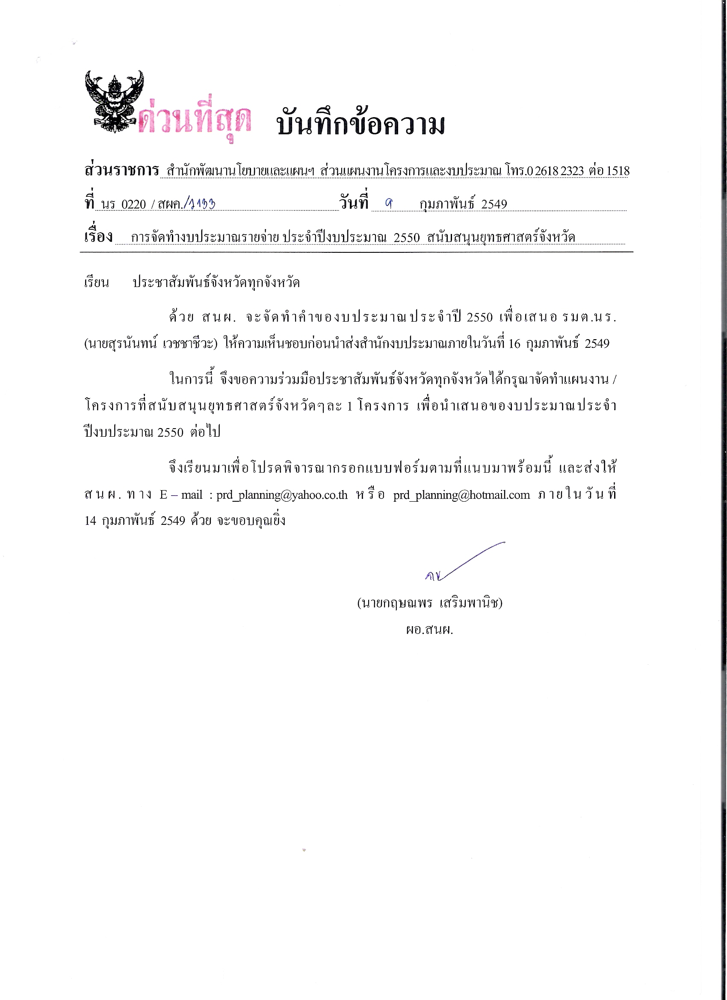 ด่วนที่สุด บันทึกข้อความ
ส่วนราชการ สำนักพัฒนานโยบายและแผนฯ ส่วนแผนงานโครงการและงบประมาณ โทร.0 2618 2323 ต่อ 1518
ที่ นร 0220 / สผค./1133 วันที่ 9 กุมภาพันธ์ 2549
เรื่อง การจัดทำงบประมาณรายจ่าย ประจำปีงบประมาณ 2550 สนับสนุนยุทธศาสตร์จังหวัด
เรียน ประชาสัมพันธ์จังหวัดทุกจังหวัด
ด้วย สนผ. จะจัดทำคำของบประมาณประจำปี 2550 เพื่อเสนอ รมต.นร.
(นายสุรนันทน์ เวชชาชีวะ) ให้ความเห็นชอบก่อนนำส่งสำนักงบประมาณภายในวันที่ 16 กุมภาพันธ์ 2549
ในการนี้ จึงขอความร่วมมือประชาสัมพันธ์จังหวัดทุกจังหวัดได้กรุณาจัดทำแผนงาน /
โครงการที่สนับสนุนยุทธศาสตร์จังหวัดๆละ 1 โครงการ เพื่อนำเสนอของบประมาณประจำ
ปีงบประมาณ 2550 ต่อไป
จึงเรียนมาเพื่อโปรดพิจารณากรอกแบบฟอร์มตามที่แนบมาพร้อมนี้ และส่งให้
สนผ. ทาง E – mail : prd_planning@yahoo.co.th หรือ prd_planning@hotmail.com ภายในวันที่
14 กุมภาพันธ์ 2549 ด้วย จะขอบคุณยิ่ง
(นายกฤษณพร เสริมพานิช)
ผอ.สนผ.